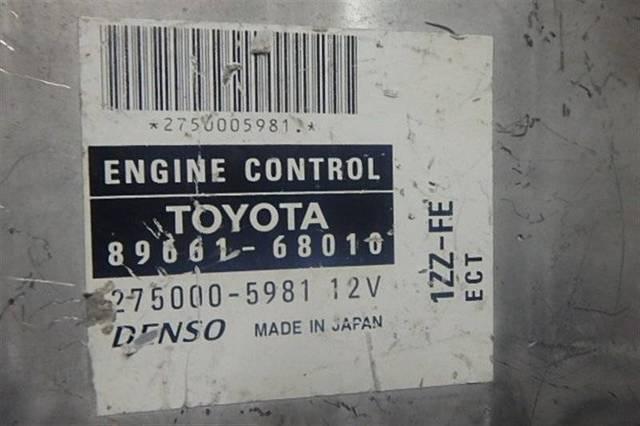 *2750005981.*
ENGINE CONTROL
TOYOTA
89661-68010
275000-5981 12V
DENSO MADE IN JAPAN
1ZZ-FE
ECT